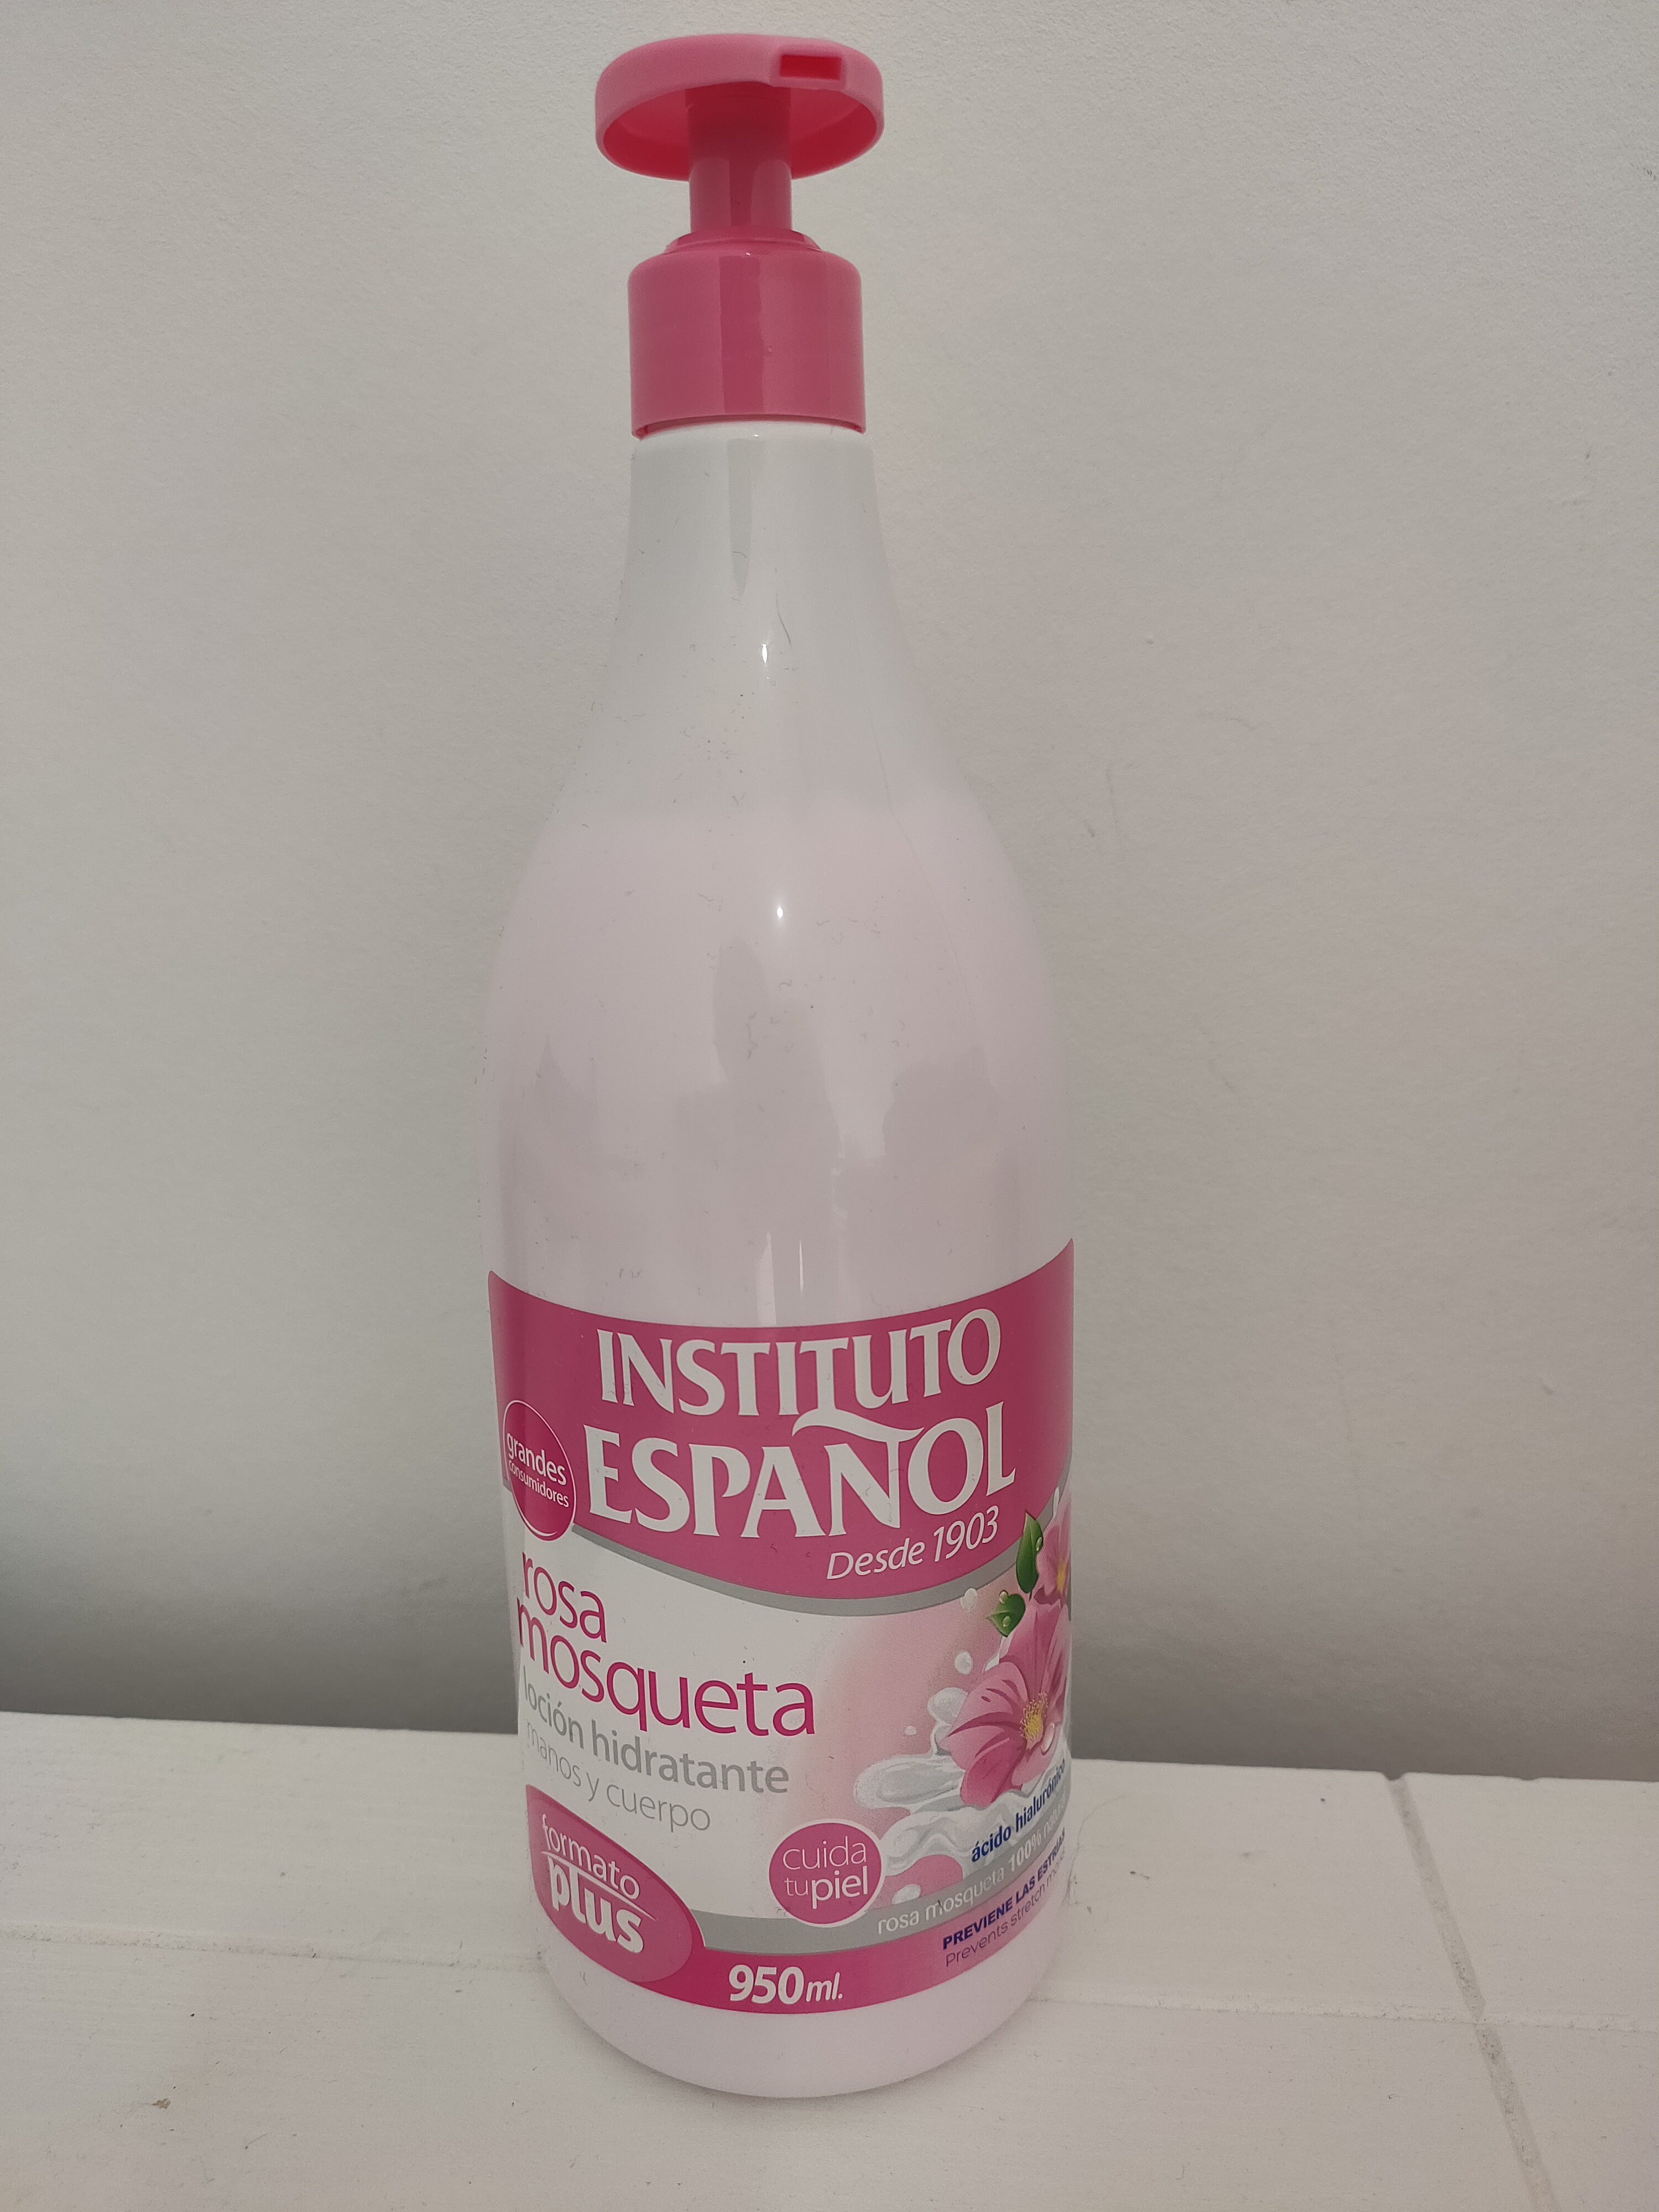 INSTITUTO
ESPAÑOL
Desde 1903
grandes
consumidores
rosa
mosqueta
loción hidratante
manos y cuerpo
formato
plus
cuida
tu piel
ácido hialurónico
rosa mosqueta 100%
PREVIENE LAS ESTRÍAS
Prevents stretch
950ml.